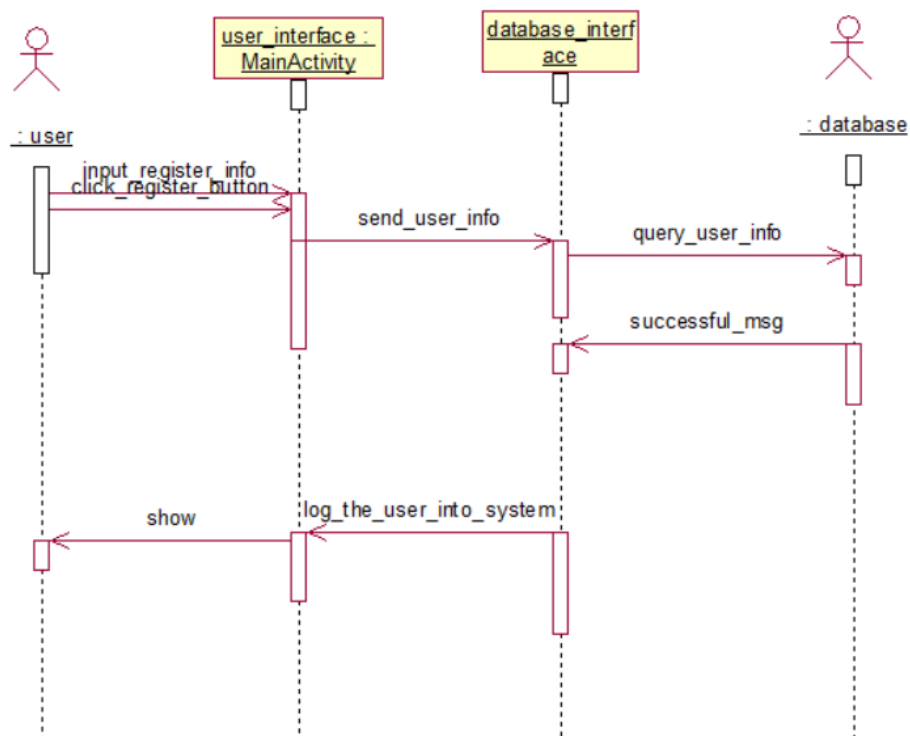 user_interface :
MainActivity
database_interf
ace
: user
: database
input_register_info
click_register_button
send_user_info
query_user_info
successful_msg
log_the_user_into_system
show